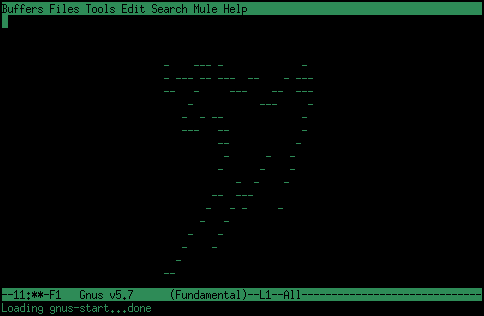 Buffers Files Tools Edit Search Mule Help
--11:**-F1   Gnus v5.7      (Fundamental)--L1--All------------------------------
Loading gnus-start...done